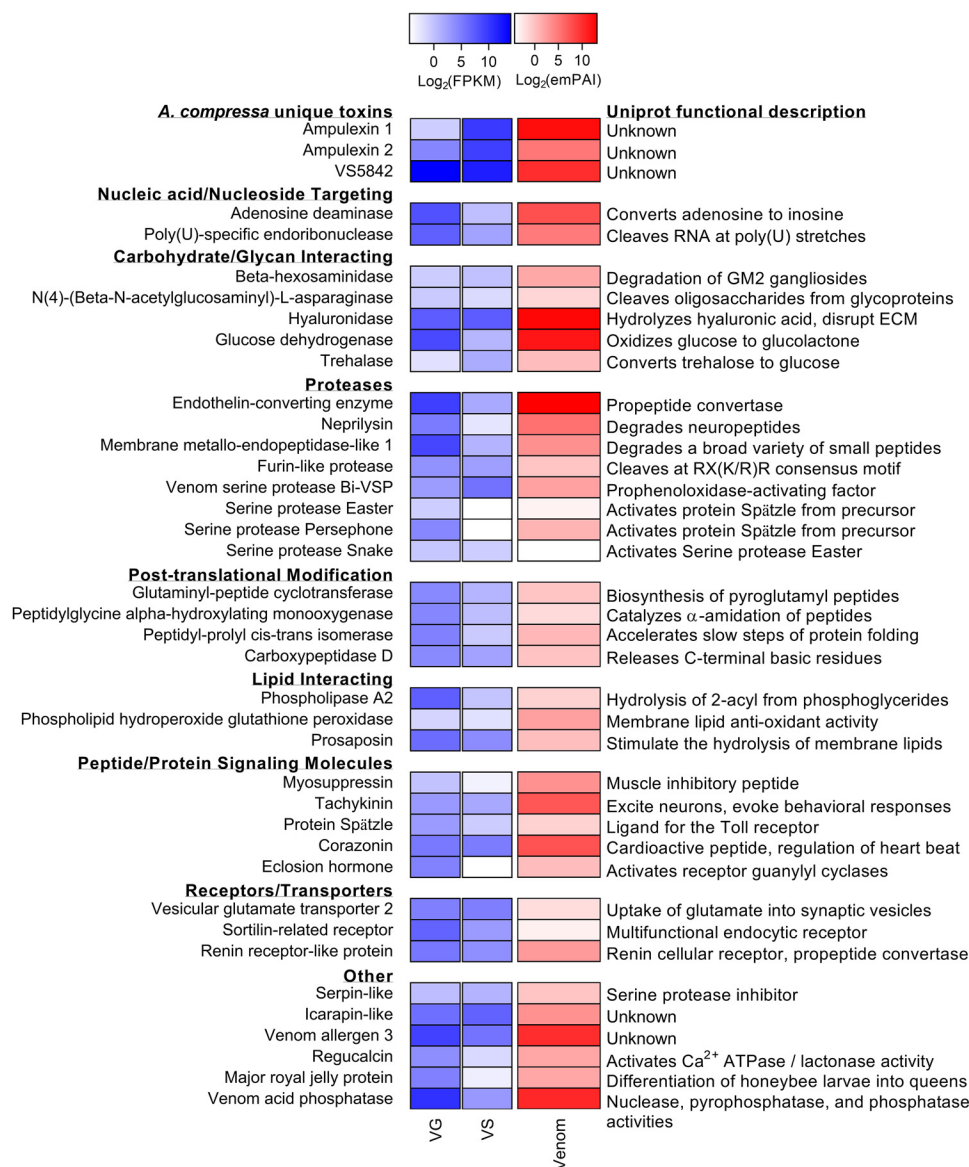 0 5 10 0 5 10
Log2(FPKM) Log2(emPAI)
A. compressa unique toxins Uniprot functional description
Ampulexin 1 Unknown
Ampulexin 2 Unknown
VS5842 Unknown
Nucleic acid/Nucleoside Targeting
Adenosine deaminase Converts adenosine to inosine
Poly(U)-specific endoribonuclease Cleaves RNA at poly(U) stretches
Carbohydrate/Glycan Interacting
Beta-hexosaminidase Degradation of GM2 gangliosides
N(4)-(Beta-N-acetylglucosaminyl)-L-asparaginase Cleaves oligosaccharides from glycoproteins
Hyaluronidase Hydrolyzes hyaluronic acid, disrupt ECM
Glucose dehydrogenase Oxidizes glucose to glucolactone
Trehalase Converts trehalose to glucose
Proteases
Endothelin-converting enzyme Propeptide convertase
Neprilysin Degrades neuropeptides
Membrane metallo-endopeptidase-like 1 Degrades a broad variety of small peptides
Furin-like protease Cleaves at RX(K/R)R consensus motif
Venom serine protease Bi-VSP Prophenoloxidase-activating factor
Serine protease Easter Activates protein Spätzle from precursor
Serine protease Persephone Activates protein Spätzle from precursor
Serine protease Snake Activates Serine protease Easter
Post-translational Modification
Glutaminyl-peptide cyclotransferase Biosynthesis of pyroglutamyl peptides
Peptidylglycine alpha-hydroxylating monooxygenase Catalyzes α-amidation of peptides
Peptidyl-prolyl cis-trans isomerase Accelerates slow steps of protein folding
Carboxypeptidase D Releases C-terminal basic residues
Lipid Interacting
Phospholipase A2 Hydrolysis of 2-acyl from phosphoglycerides
Phospholipid hydroperoxide glutathione peroxidase Membrane lipid anti-oxidant activity
Prosaposin Stimulate the hydrolysis of membrane lipids
Peptide/Protein Signaling Molecules
Myosuppressin Muscle inhibitory peptide
Tachykinin Excite neurons, evoke behavioral responses
Protein Spätzle Ligand for the Toll receptor
Corazonin Cardioactive peptide, regulation of heart beat
Eclosion hormone Activates receptor guanylyl cyclases
Receptors/Transporters
Vesicular glutamate transporter 2 Uptake of glutamate into synaptic vesicles
Sortilin-related receptor Multifunctional endocytic receptor
Renin receptor-like protein Renin cellular receptor, propeptide convertase
Other
Serpin-like Serine protease inhibitor
Icarapin-like Unknown
Venom allergen 3 Unknown
Regucalcin Activates Ca2+ ATPase / lactonase activity
Major royal jelly protein Differentiation of honeybee larvae into queens
Venom acid phosphatase Nuclease, pyrophosphatase, and phosphatase
activities
VG VS Venom